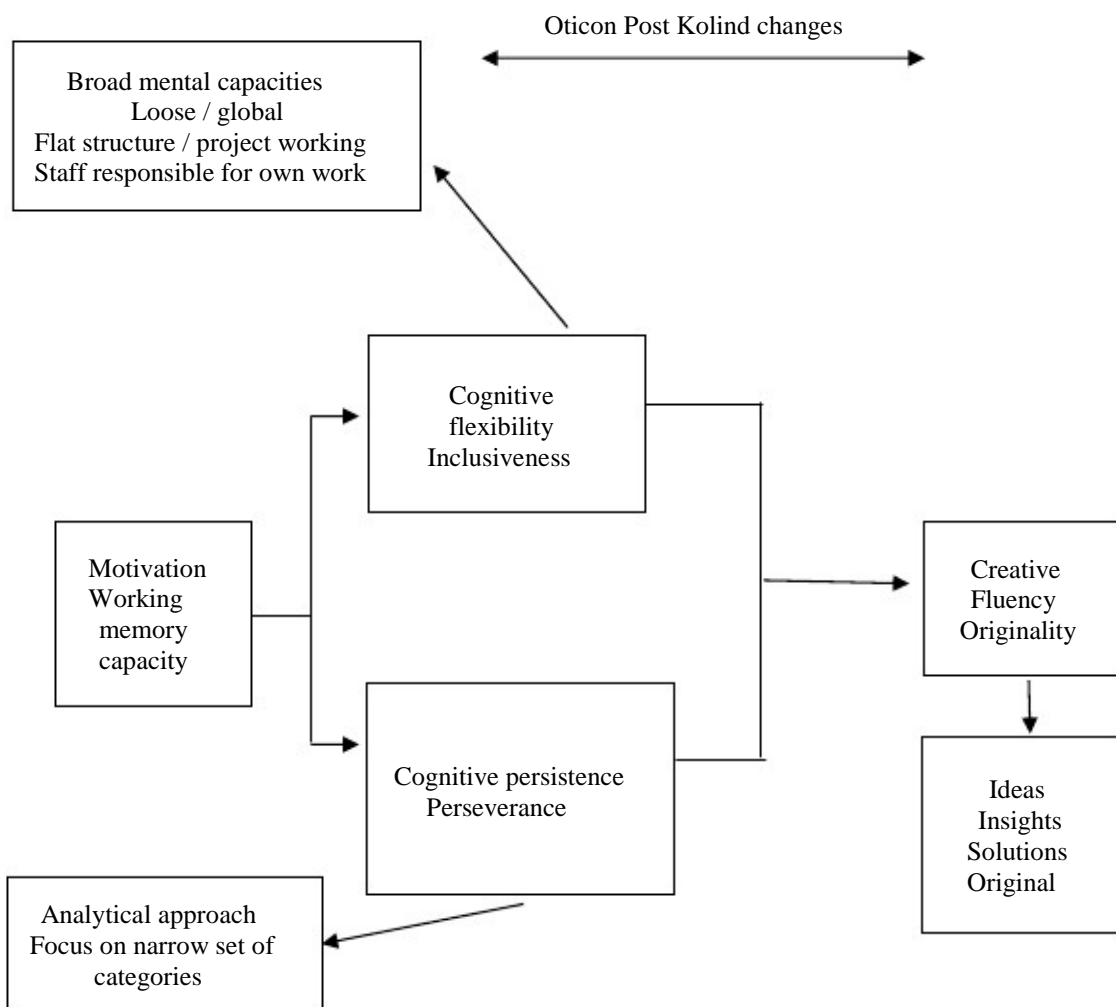 Oticon Post Kolind changes
Broad mental capacities
Loose / global
Flat structure / project working
Staff responsible for own work
Cognitive
flexibility
Inclusiveness
Motivation
Working
memory
capacity
Creative
Fluency
Originality
Cognitive persistence
Perseverance
Ideas
Insights
Solutions
Original
Analytical approach
Focus on narrow set of
categories